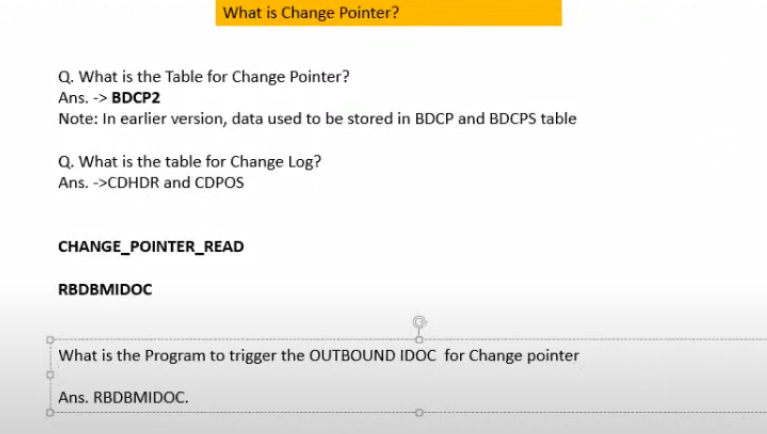 What is Change Pointer?
Q. What is the Table for Change Pointer?
Ans. -> BDCP2
Note: In earlier version, data used to be stored in BDCP and BDCPS table
Q. What is the table for Change Log?
Ans. ->CDHDR and CDPOS
CHANGE_POINTER_READ
RBDBMIDOC
What is the Program to trigger the OUTBOUND IDOC for Change pointer
Ans. RBDBMIDOC.